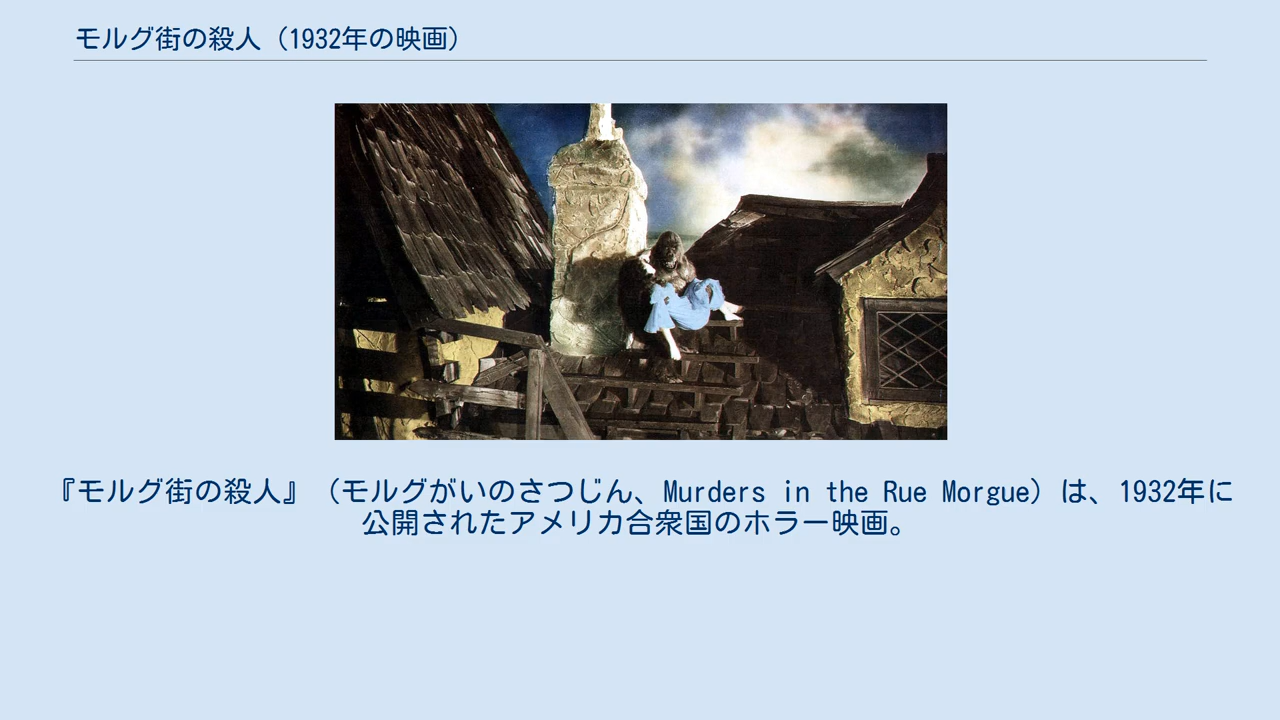 モルグ街の殺人（1932年の映画）
『モルグ街の殺人』（モルグがいのさつじん、Murders in the Rue Morgue）は、1932年に
公開されたアメリカ合衆国のホラー映画。